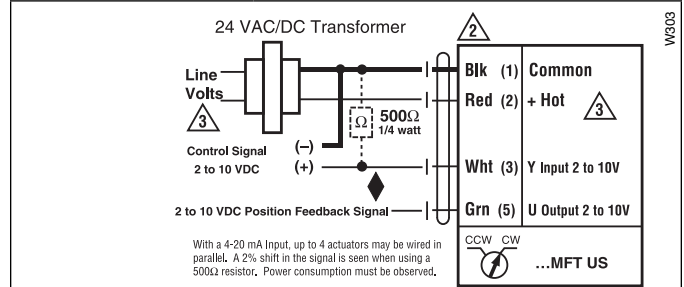 24 VAC/DC Transformer
2
W303
Line
Volts
3
Blk (1) Common
Red (2) + Hot
3
Ω
500Ω
1/4 watt
Control Signal
2 to 10 VDC
(–)
(+)
Wht (3) Y Input 2 to 10V
2 to 10 VDC Position Feedback Signal
Grn (5) U Output 2 to 10V
With a 4-20 mA Input, up to 4 actuators may be wired in
parallel. A 2% shift in the signal is seen when using a
500Ω resistor. Power consumption must be observed.
CCW CW
...MFT US